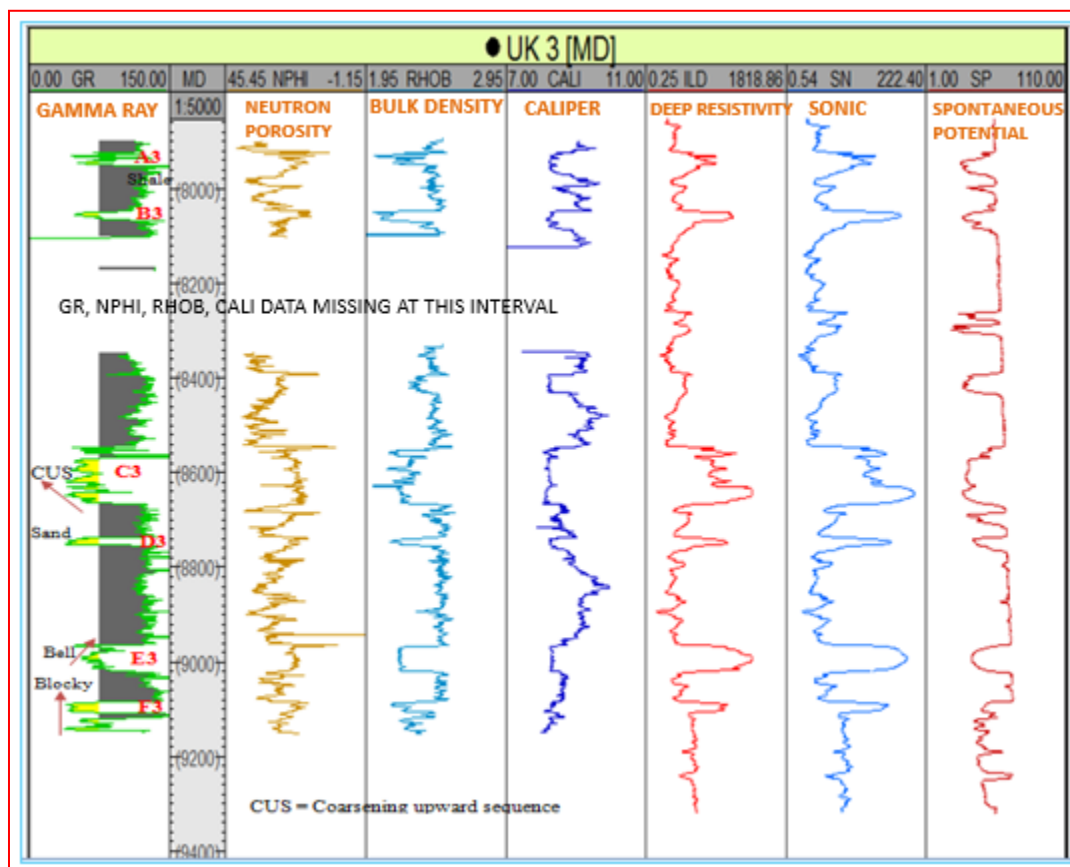 UK 3 [MD]
0.00 GR 150.00 MD 45.45 NPHI -1.15 1.95 RHOB 2.95 7.00 CALI 11.00 0.25 ILD 1818.86 0.54 SN 222.40 1.00 SP 110.00
GAMMA RAY 1:5000 NEUTRON BULK DENSITY CALIPER DEEP RESISTIVITY SONIC SPONTANEOUS
POROSITY POTENTIAL
A3
Shale
(8000)
B3
(8200)
GR, NPHI, RHOB, CALI DATA MISSING AT THIS INTERVAL
(8400)
CUS C3
(8600)
Sand D3
(8800)
Bell E3
(9000)
Blocky
F3
(9200)
CUS = Coarsening upward sequence
(9400)